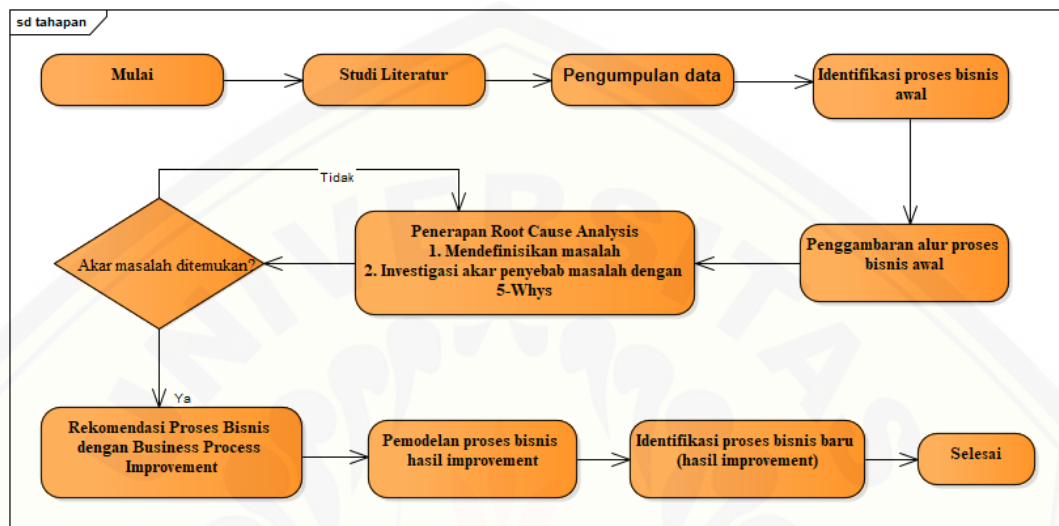 sd tahapan
Mulai
Studi Literatur
Pengumpulan data
Identifikasi proses bisnis
awal
Penggambaran alur proses
bisnis awal
Penerapan Root Cause Analysis
1. Mendefinisikan masalah
2. Investigasi akar penyebab masalah dengan
5-Whys
Tidak
Akar masalah ditemukan?
Ya
Rekomendasi Proses Bisnis
dengan Business Process
Improvement
Pemodelan proses bisnis
hasil improvement
Identifikasi proses bisnis baru
(hasil improvement)
Selesai
UNIVERSITAS